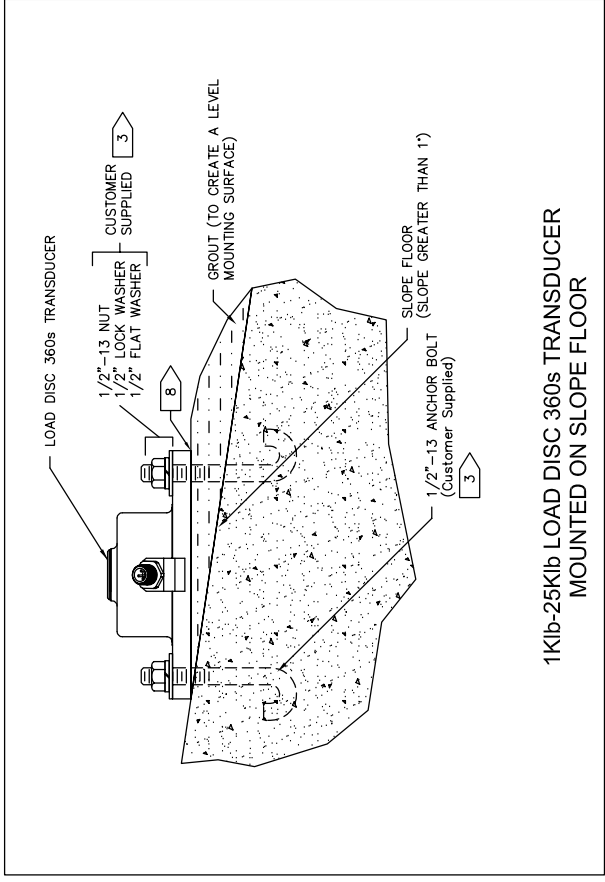 LOAD DISC 360s TRANSDUCER
1/2"-13 NUT
1/2" LOCK WASHER
1/2" FLAT WASHER
CUSTOMER
SUPPLIED
3
8
GROUT (TO CREATE A LEVEL
MOUNTING SURFACE)
SLOPE FLOOR
(SLOPE GREATER THAN 1°)
1/2"-13 ANCHOR BOLT
(Customer Supplied)
3
1Klb-25Klb LOAD DISC 360s TRANSDUCER
MOUNTED ON SLOPE FLOOR